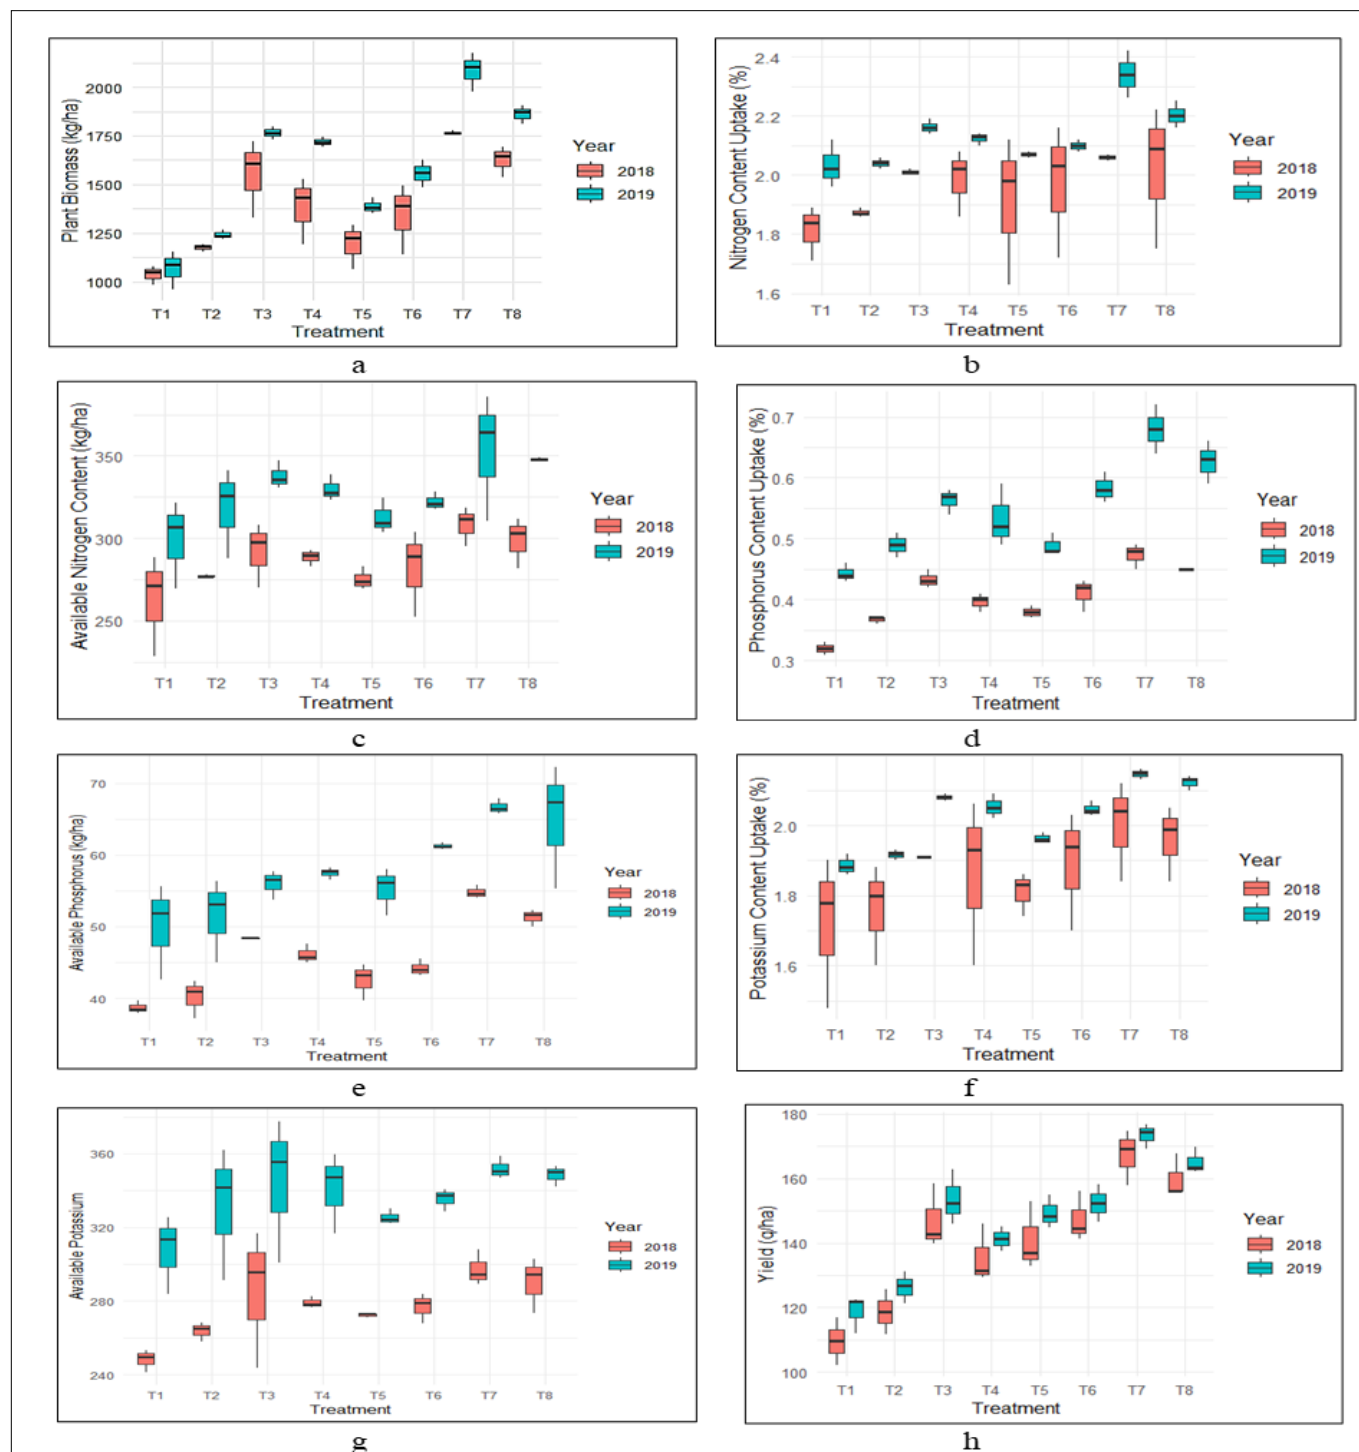 Plant Biomass (kg/ha)
2000
1750
1500
1250
1000
T1 T2 T3 T4 T5 T6 T7 T8
Treatment
Year
2018
2019
a
Nitrogen Content Uptake (%)
2.4
2.2
2.0
1.8
1.6
T1 T2 T3 T4 T5 T6 T7 T8
Treatment
Year
2018
2019
b
Available Nitrogen Content (kg/ha)
350
300
250
T1 T2 T3 T4 T5 T6 T7 T8
Treatment
Year
2018
2019
c
Phosphorus Content Uptake (%)
0.7
0.6
0.5
0.4
0.3
T1 T2 T3 T4 T5 T6 T7 T8
Treatment
Year
2018
2019
d
Available Phosphorus (kg/ha)
70
60
50
40
T1 T2 T3 T4 T5 T6 T7 T8
Treatment
Year
2018
2019
e
Potassium Content Uptake (%)
2.0
1.8
1.6
T1 T2 T3 T4 T5 T6 T7 T8
Treatment
Year
2018
2019
f
Available Potassium
360
320
280
240
T1 T2 T3 T4 T5 T6 T7 T8
Treatment
Year
2018
2019
g
Yield (q/ha)
180
160
140
120
100
T1 T2 T3 T4 T5 T6 T7 T8
Treatment
Year
2018
2019
h